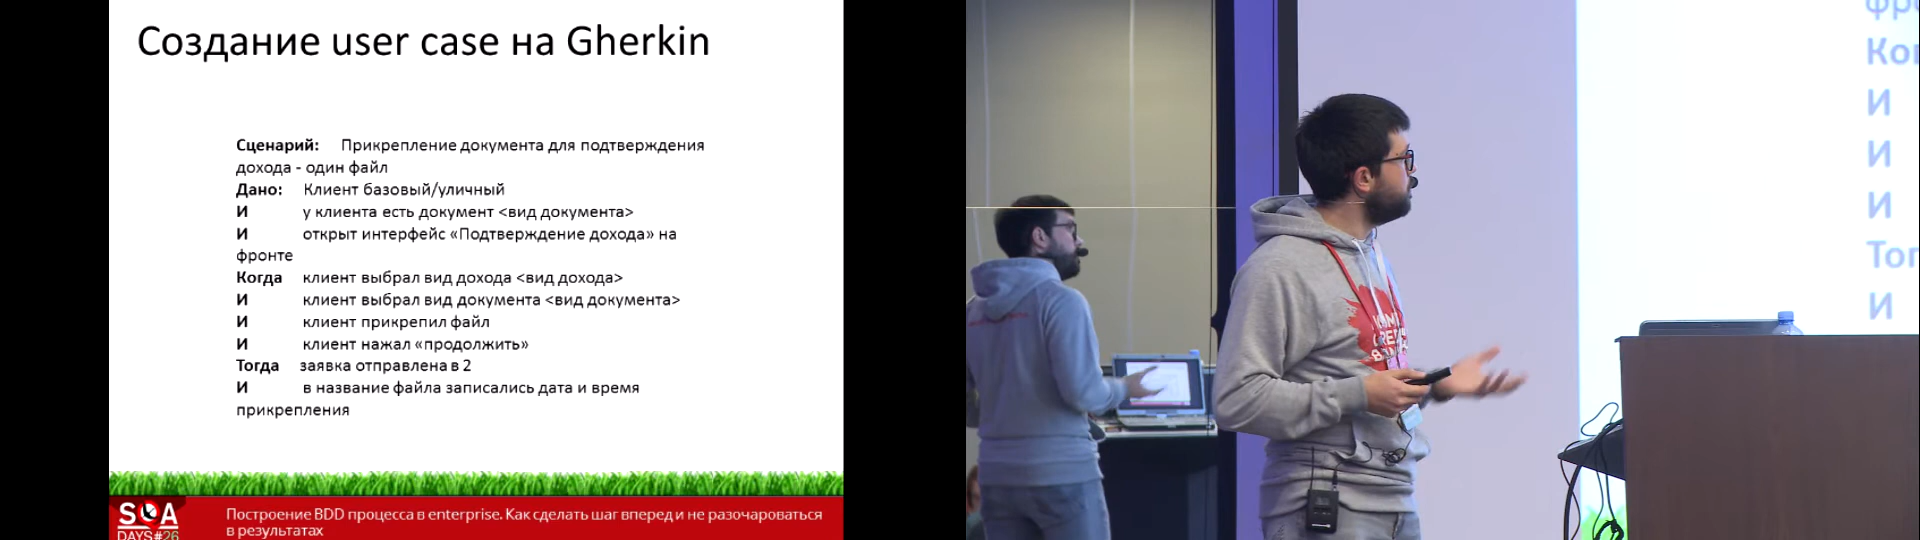 Создание user case на Gherkin
Сценарий: Прикрепление документа для подтверждения
дохода - один файл
Дано: Клиент базовый/уличный
И у клиента есть документ <вид документа>
И открыт интерфейс «Подтверждение дохода» на
фронте
Когда клиент выбрал вид дохода <вид дохода>
И клиент выбрал вид документа <вид документа>
И клиент прикрепил файл
И клиент нажал «продолжить»
Тогда заявка отправлена в 2
И в название файла записались дата и время
прикрепления
SQA
DAYS#26
Построение BDD процесса в enterprise. Как сделать шаг вперед и не разочароваться
в результатах
И
И
И
И